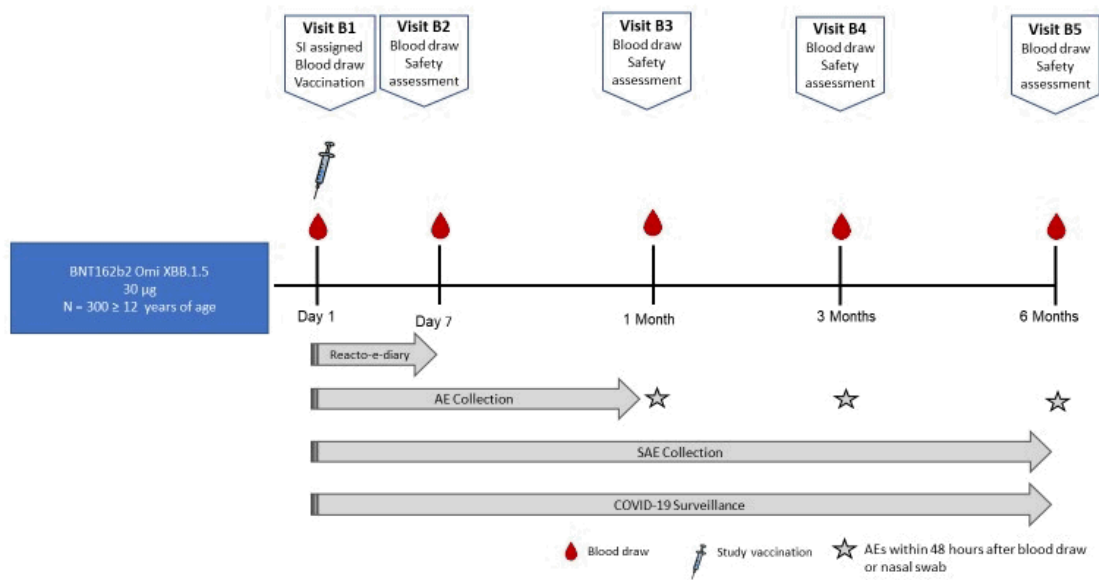 Visit B1
SI assigned
Blood draw
Vaccination
Visit B2
Blood draw
Safety
assessment
Visit B3
Blood draw
Safety
assessment
Visit B4
Blood draw
Safety
assessment
Visit B5
Blood draw
Safety
assessment
BNT162b2 Omi XBB.1.5
30 µg
N = 300 ≥ 12 years of age
Day 1
Day 7
1 Month
3 Months
6 Months
Reacto-e-diary
AE Collection
SAE Collection
COVID-19 Surveillance
Blood draw
Study vaccination
AEs within 48 hours after blood draw
or nasal swab